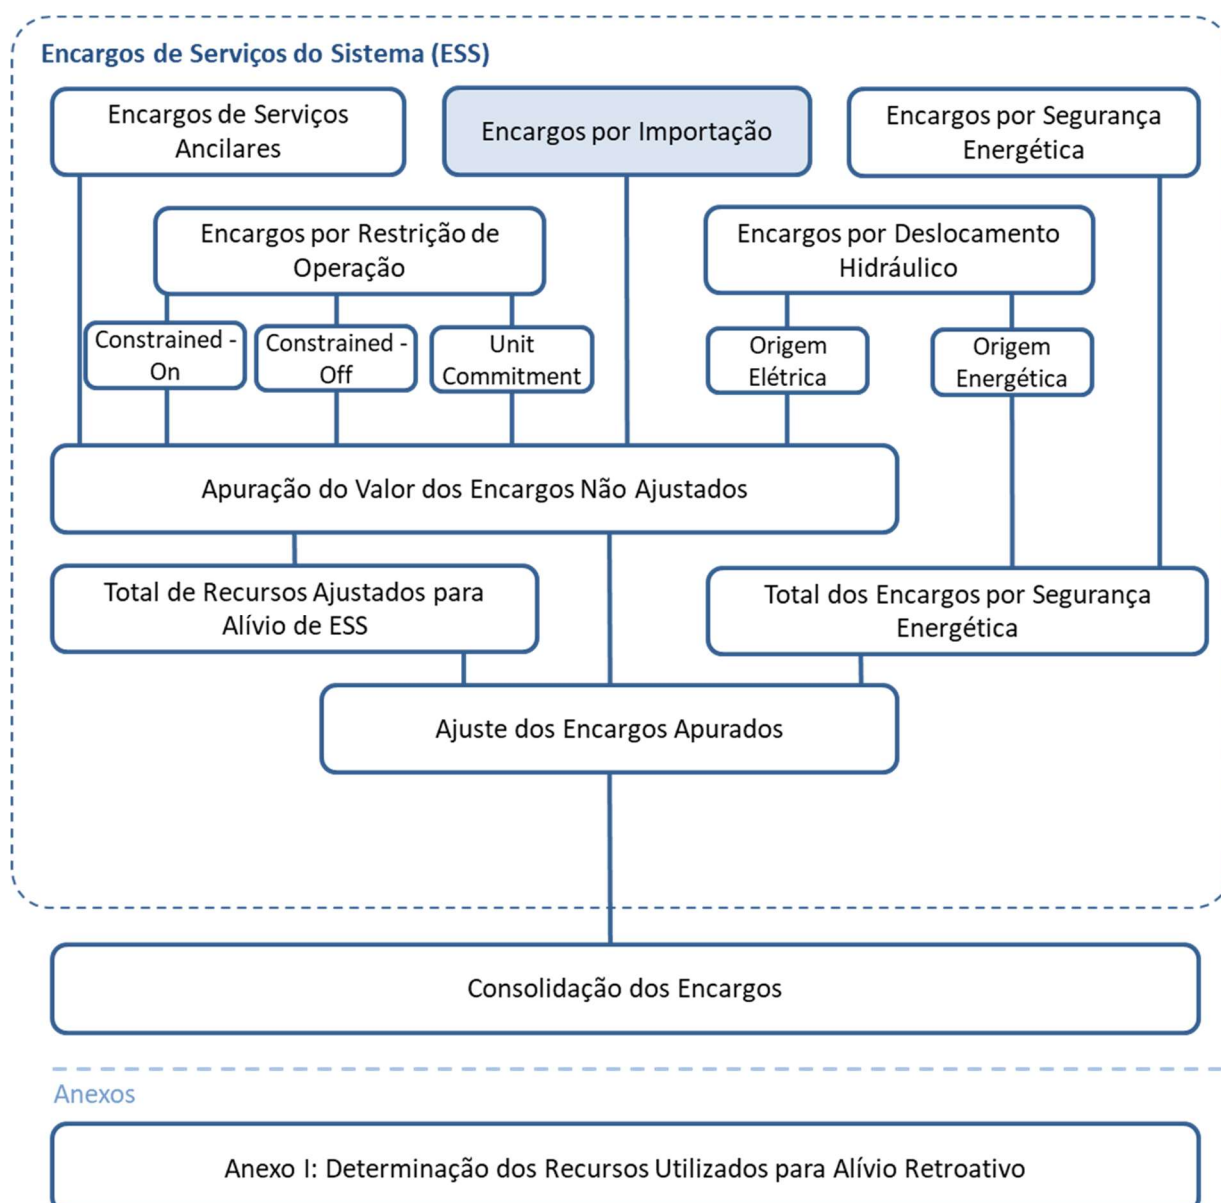 Encargos de Serviços do Sistema (ESS)
Encargos de Serviços
Ancilares
Encargos por Importação
Encargos por Segurança
Energética
Encargos por Restrição de
Operação
Encargos por Deslocamento
Hidráulico
Constrained -
On
Constrained -
Off
Unit
Commitment
Origem
Elétrica
Origem
Energética
Apuração do Valor dos Encargos Não Ajustados
Total de Recursos Ajustados para
Alívio de ESS
Total dos Encargos por Segurança
Energética
Ajuste dos Encargos Apurados
Consolidação dos Encargos
Anexos
Anexo I: Determinação dos Recursos Utilizados para Alívio Retroativo